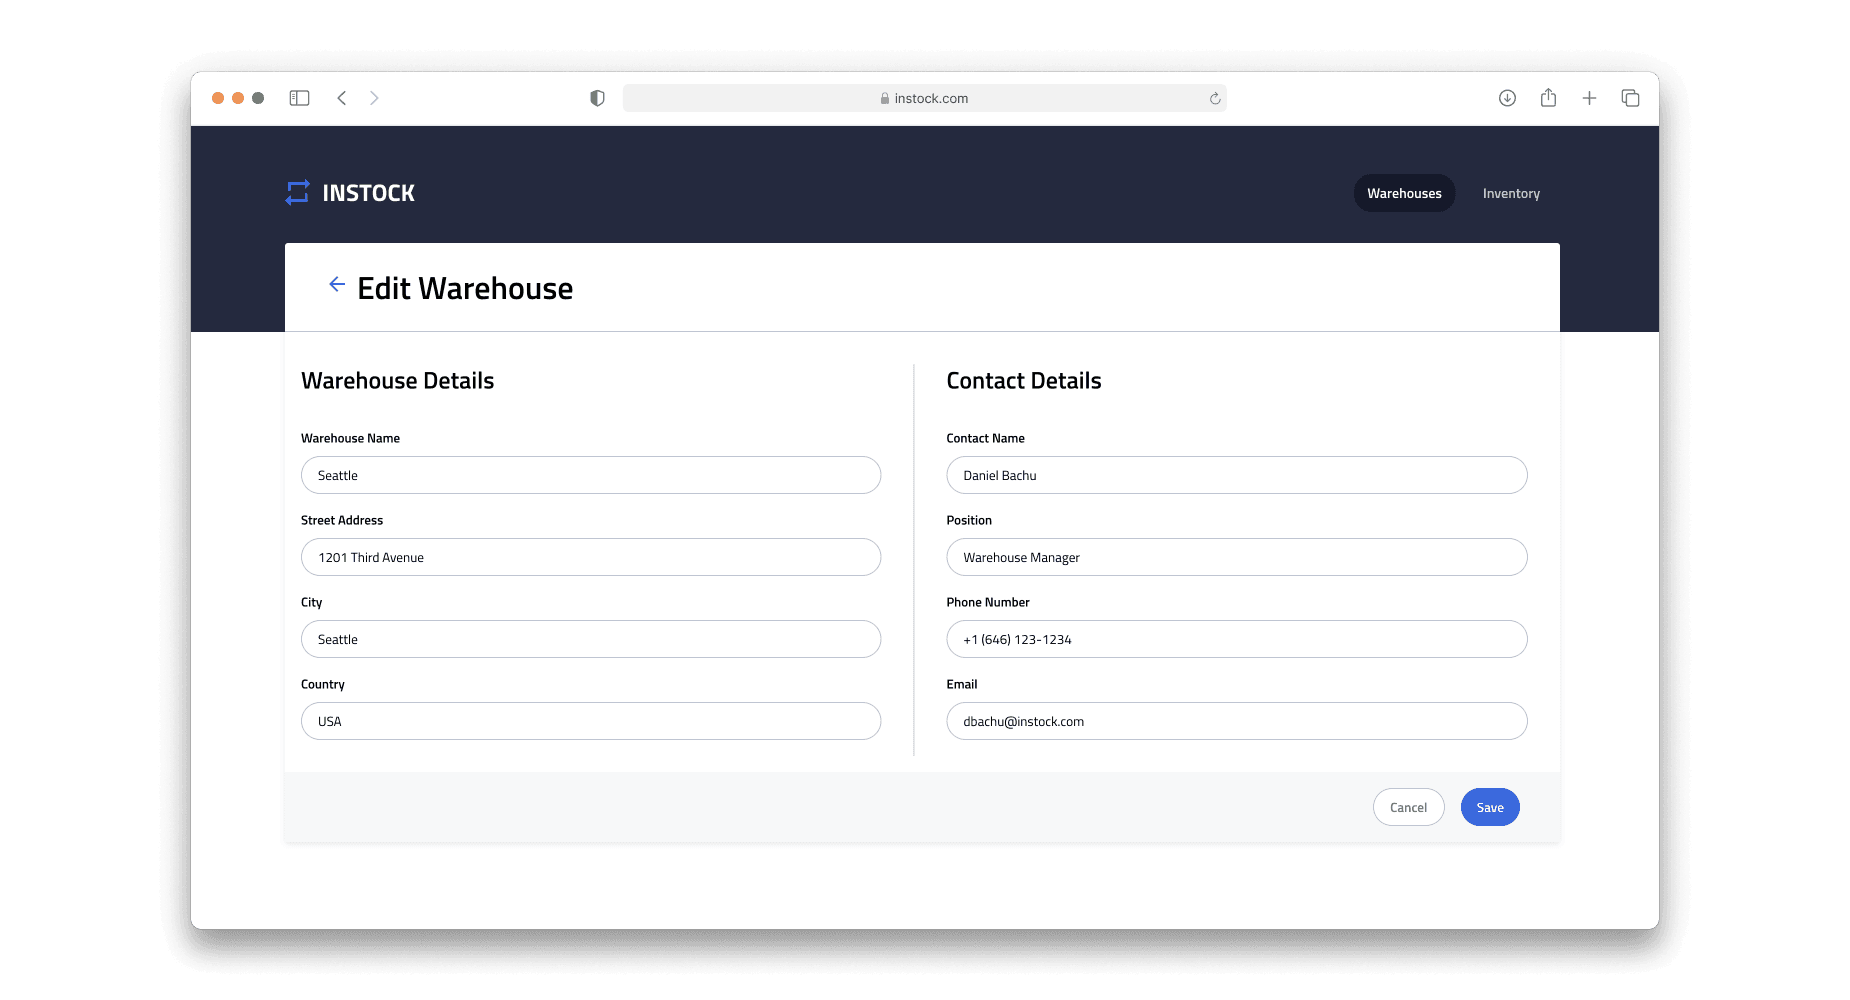 instock.com
INSTOCK
Warehouses
Inventory
Edit Warehouse
Warehouse Details
Warehouse Name
Seattle
Street Address
1201 Third Avenue
City
Seattle
Country
USA
Contact Details
Contact Name
Daniel Bachu
Position
Warehouse Manager
Phone Number
+1 (646) 123-1234
Email
dbachu@instock.com
Cancel
Save